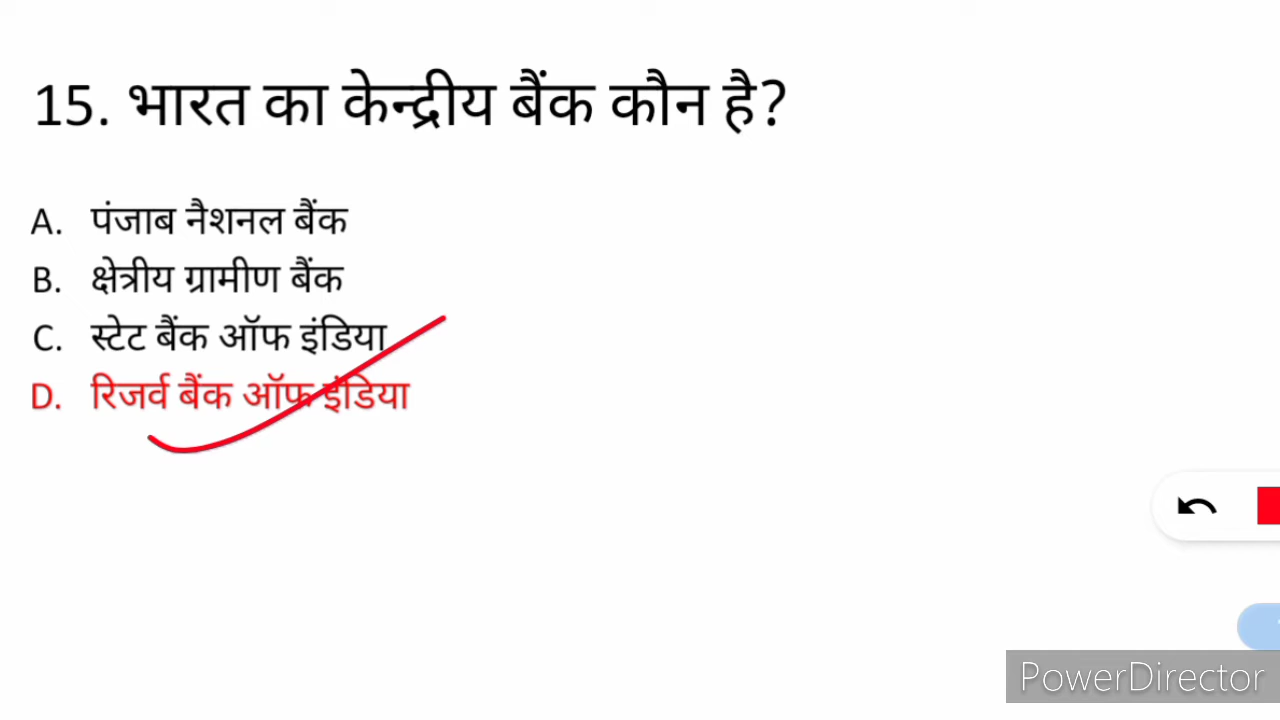 15. भारत का केन्द्रीय बैंक कौन है?
A. पंजाब नैशनल बैंक
B. क्षेत्रीय ग्रामीण बैंक
C. स्टेट बैंक ऑफ इंडिया
D. रिजर्व बैंक ऑफ इंडिया
PowerDirector